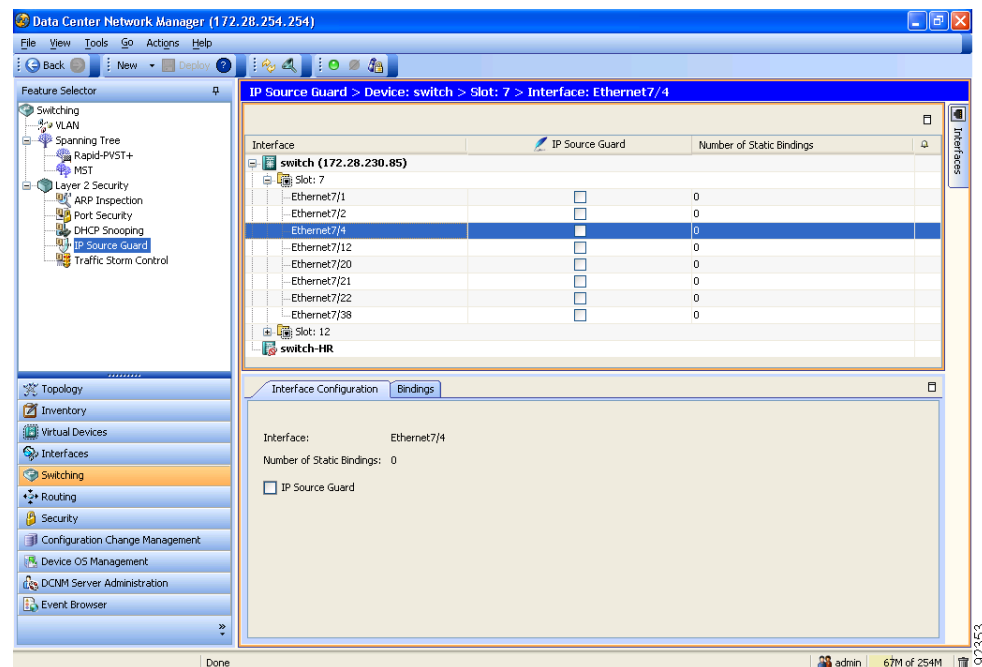 Data Center Network Manager (172.28.254.254)
File View Tools Go Actions Help
Back New Deploy ?
Feature Selector
Switching
VLAN
Spanning Tree
Rapid-PVST+
MST
Layer 2 Security
ARP Inspection
Port Security
DHCP Snooping
IP Source Guard
Traffic Storm Control
Topology
Inventory
Virtual Devices
Interfaces
Switching
Routing
Security
Configuration Change Management
Device OS Management
DCNM Server Administration
Event Browser
IP Source Guard > Device: switch > Slot: 7 > Interface: Ethernet7/4
Interface IP Source Guard Number of Static Bindings
switch (172.28.230.85)
Slot: 7
Ethernet7/1 0
Ethernet7/2 0
Ethernet7/4 0
Ethernet7/12 0
Ethernet7/20 0
Ethernet7/21 0
Ethernet7/22 0
Ethernet7/38 0
Slot: 12
switch-HR
Interfaces
Interface Configuration Bindings
Interface: Ethernet7/4
Number of Static Bindings: 0
IP Source Guard
Done admin 67M of 254M